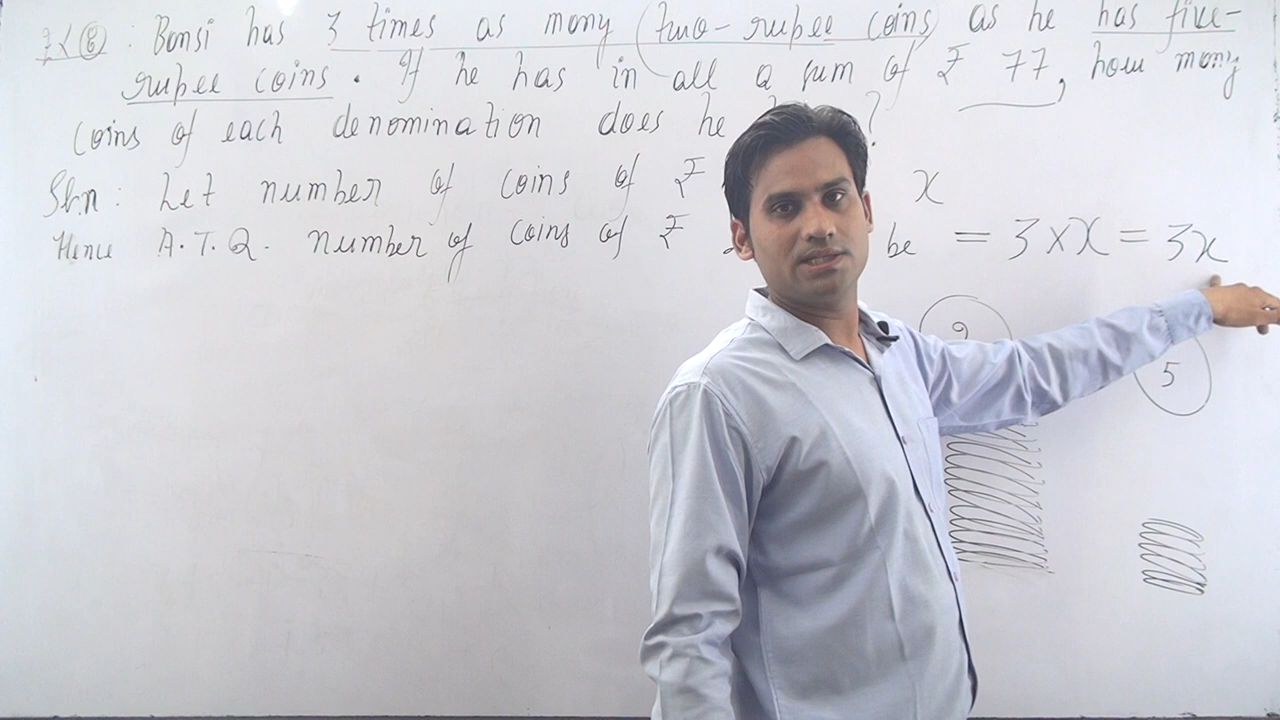 Ex 6 : Bansi has 3 times as many (two-rupee coins) as he has five-
rupee coins. If he has in all a sum of ₹ 77, how many
coins of each denomination does he ?
Sol.n : Let number of coins of ₹ x
Hence A.T.Q. number of coins of ₹ be = 3 × x = 3x
2
5